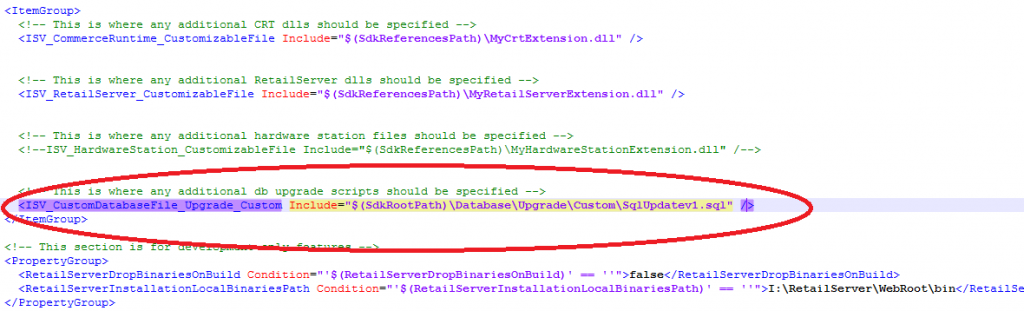 <ItemGroup>
<!-- This is where any additional CRT dlls should be specified -->
<ISV_CommerceRuntime_CustomizableFile Include="$(SdkReferencesPath)\MyCrtExtension.dll" />
<!-- This is where any additional RetailServer dlls should be specified -->
<ISV_RetailServer_CustomizableFile Include="$(SdkReferencesPath)\MyRetailServerExtension.dll" />
<!-- This is where any additional hardware station files should be specified -->
<!--ISV_HardwareStation_CustomizableFile Include="$(SdkReferencesPath)\MyHardwareStationExtension.dll" /-->
<!-- This is where any additional db upgrade scripts should be specified -->
<ISV_CustomDatabaseFile_Upgrade_Custom Include="$(SdkRootPath)\Database\Upgrade\Custom\SqlUpdatev1.sql" />
</ItemGroup>
<!-- This section is for development-only features -->
<PropertyGroup>
<RetailServerDropBinariesOnBuild Condition="'$(RetailServerDropBinariesOnBuild)' == ''">false</RetailServerDropBinariesOnBuild>
<RetailServerInstallationLocalBinariesPath Condition="'$(RetailServerInstallationLocalBinariesPath)' == ''">I:\RetailServer\WebRoot\bin</RetailSe
</PropertyGroup>